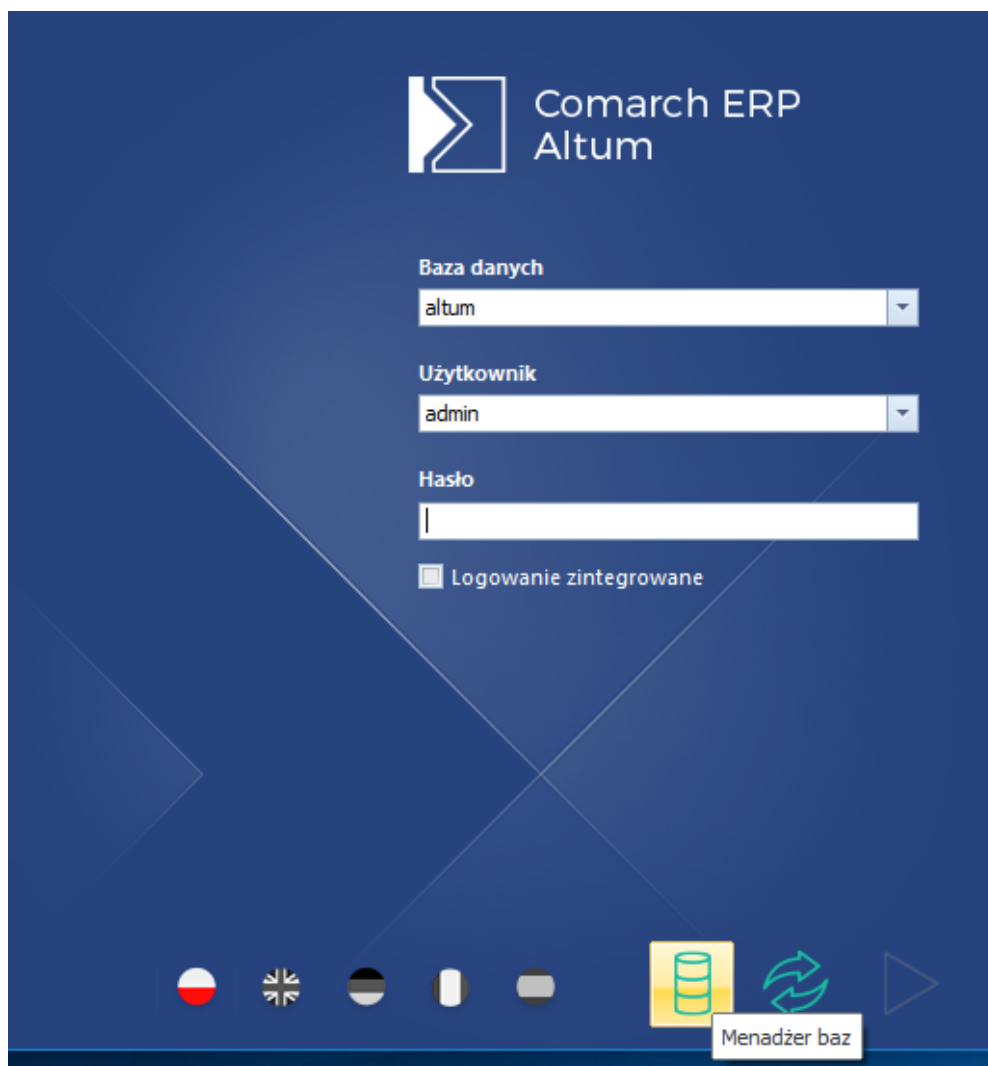 Comarch ERP
Altum
Baza danych
altum
Użytkownik
admin
Hasło
Logowanie zintegrowane
Menadżer baz